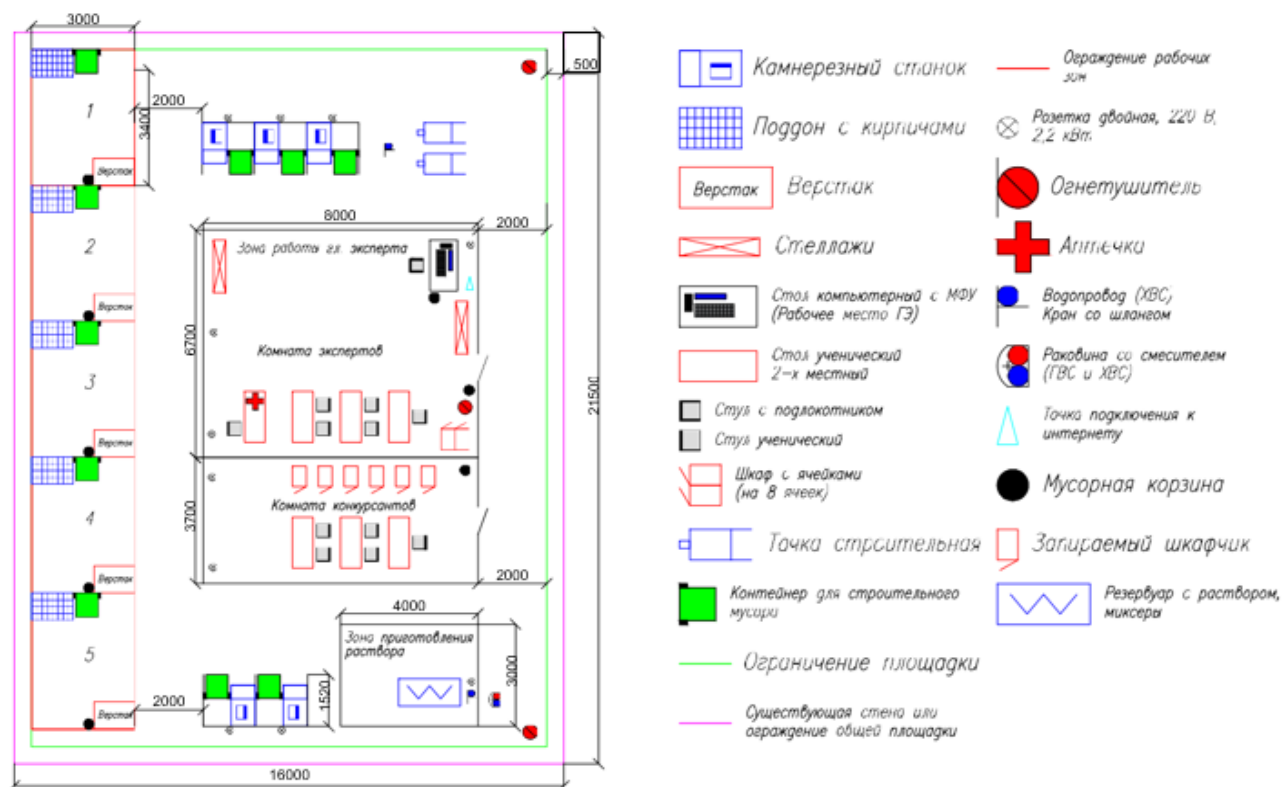 3000
500
2000
3400
1
Верстак
2
Верстак
3
Верстак
4
Верстак
5
Верстак
8000
2000
Зона работы гл. эксперта
6700
Комната экспертов
21500
3700
Комната конкурсантов
2000
4000
Зона приготовления
раствора
3000
1520
2000
16000
Камнерезный станок
Поддон с кирпичами
Верстак Верстак
Стеллажи
Стол компьютерный с МФУ
(Рабочее место ГЭ)
Стол ученический
2-х местный
Стул с подлокотником
Стул ученический
Шкаф с ячейками
(на 8 ячеек)
Тачка строительная
Контейнер для строительного
мусора
Ограничение площадки
Существующая стена или
ограждение общей площадки
Ограждение рабочих
зон
Розетка двойная, 220 В,
2,2 кВт
Огнетушитель
Аптечка
Водопровод (ХВС)
Кран со шлангом
Раковина со смесителем
(ГВС и ХВС)
Точка подключения к
интернету
Мусорная корзина
Запираемый шкафчик
Резервуар с раствором,
миксеры